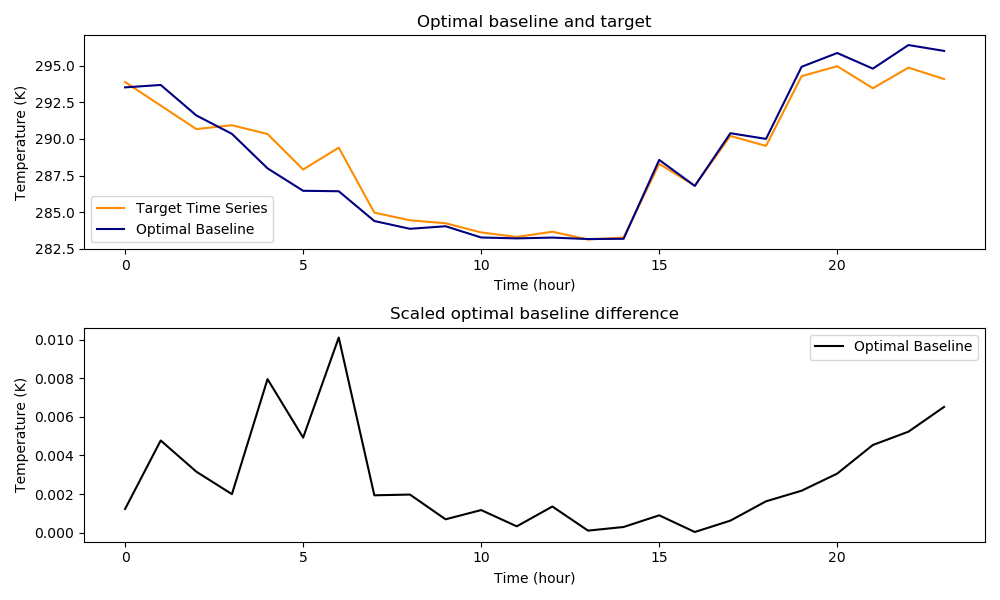 Optimal baseline and target
Temperature (K)
295.0
292.5
290.0
287.5
285.0
282.5
Target Time Series
Optimal Baseline
0 5 10 15 20
Time (hour)
Scaled optimal baseline difference
Temperature (K)
0.010
0.008
0.006
0.004
0.002
0.000
Optimal Baseline
0 5 10 15 20
Time (hour)